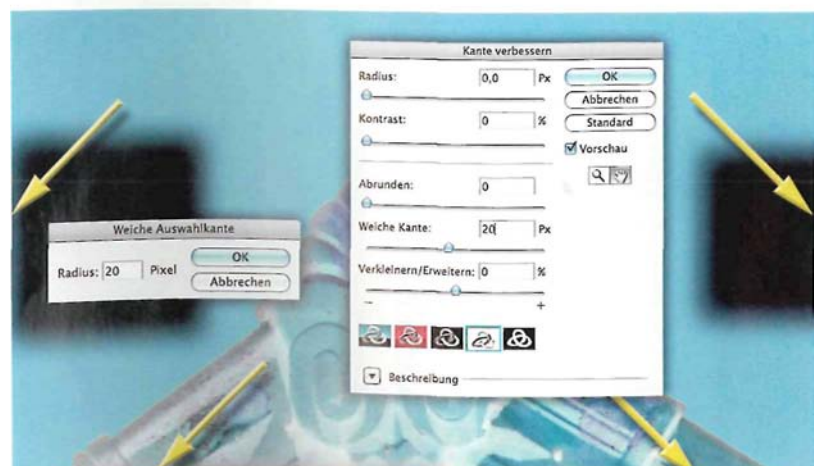 Kante verbessern
Radius: 0,0 Px
OK
Abbrechen
Kontrast: 0 %
Standard
Vorschau
Abrunden: 0
Weiche Kante: 20 Px
Verkleinern/Erweitern: 0 %
- +
Beschreibung
Weiche Auswahlkante
Radius: 20 Pixel
OK
Abbrechen